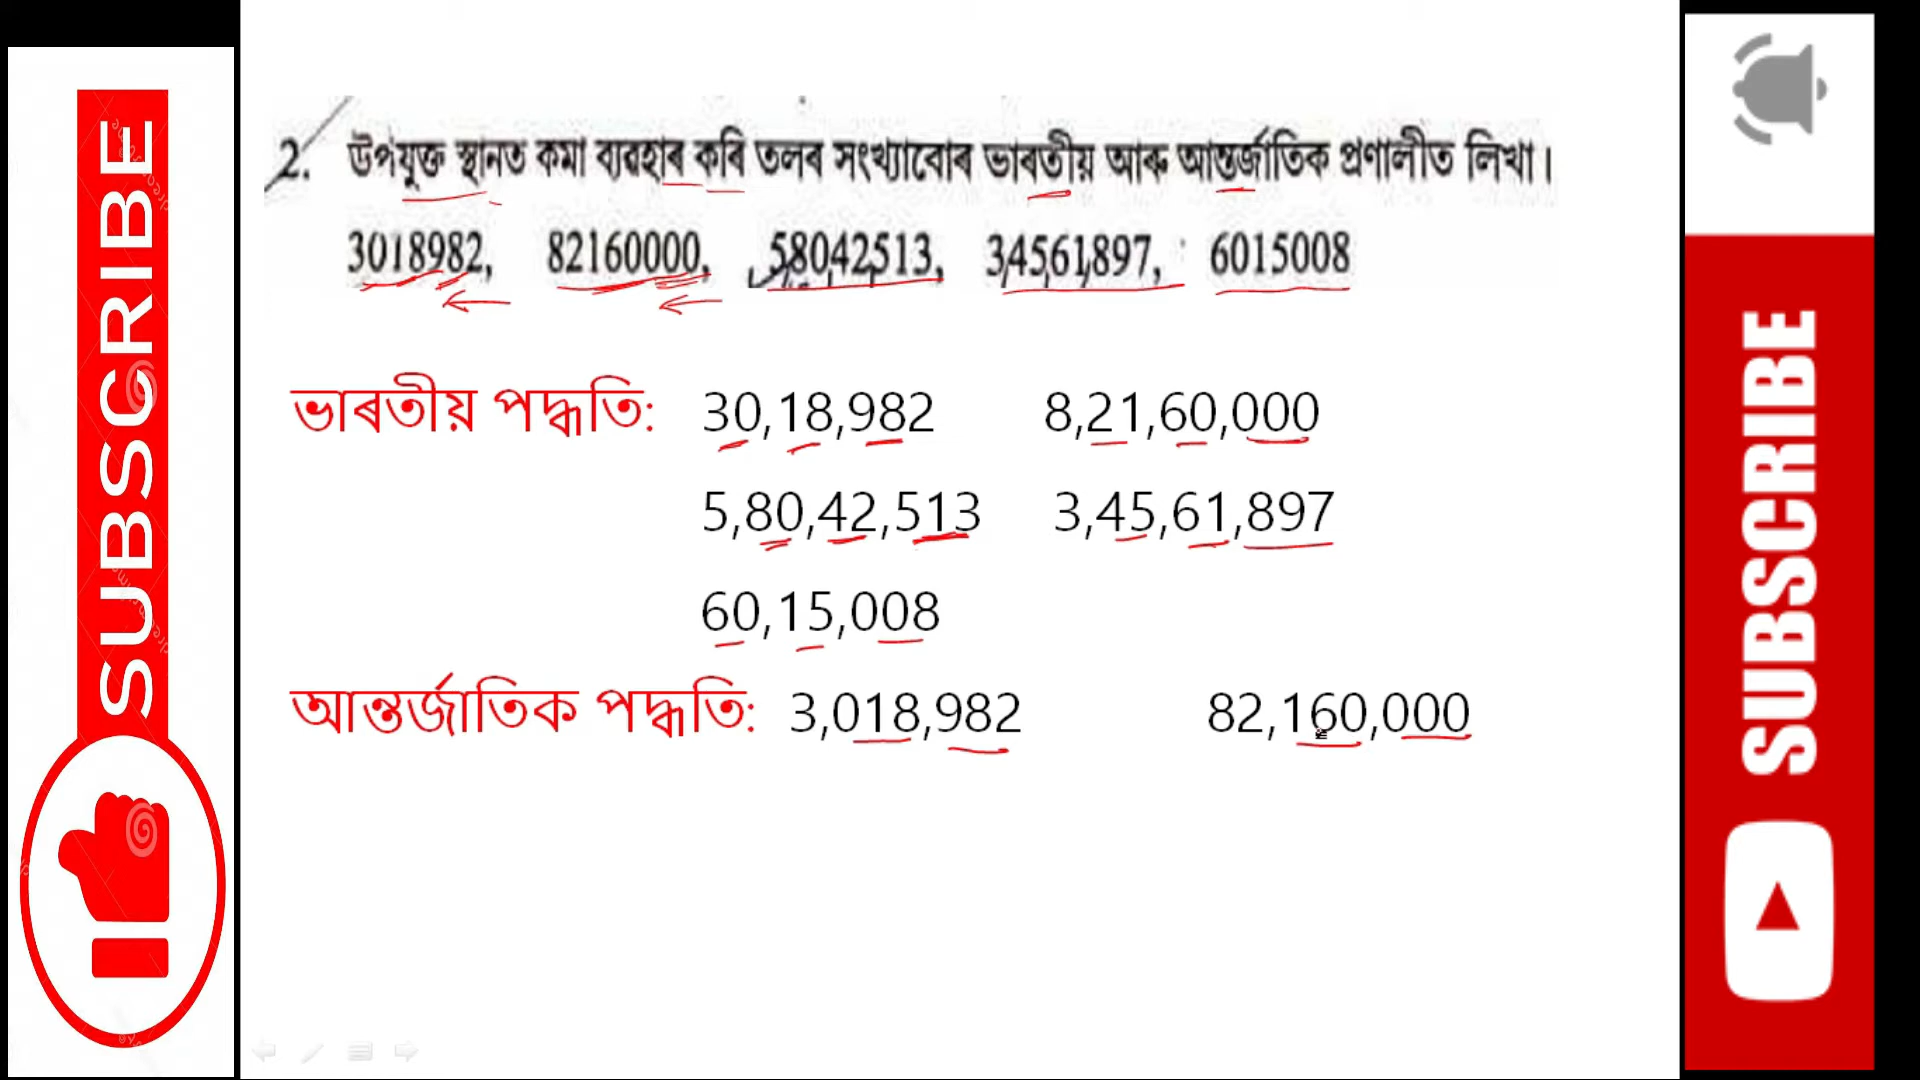 SUBSCRIBE
2. উপযুক্ত স্থানত কমা ব্যৱহাৰ কৰি তলৰ সংখ্যাবোৰ ভাৰতীয় আৰু আন্তৰ্জাতিক প্ৰণালীত লিখা।
3018982, 82160000, 58042513, 34561897, 6015008
ভাৰতীয় পদ্ধতি: 30,18,982 8,21,60,000
5,80,42,513 3,45,61,897
60,15,008
আন্তৰ্জাতিক পদ্ধতি: 3,018,982 82,160,000
SUBSCRIBE